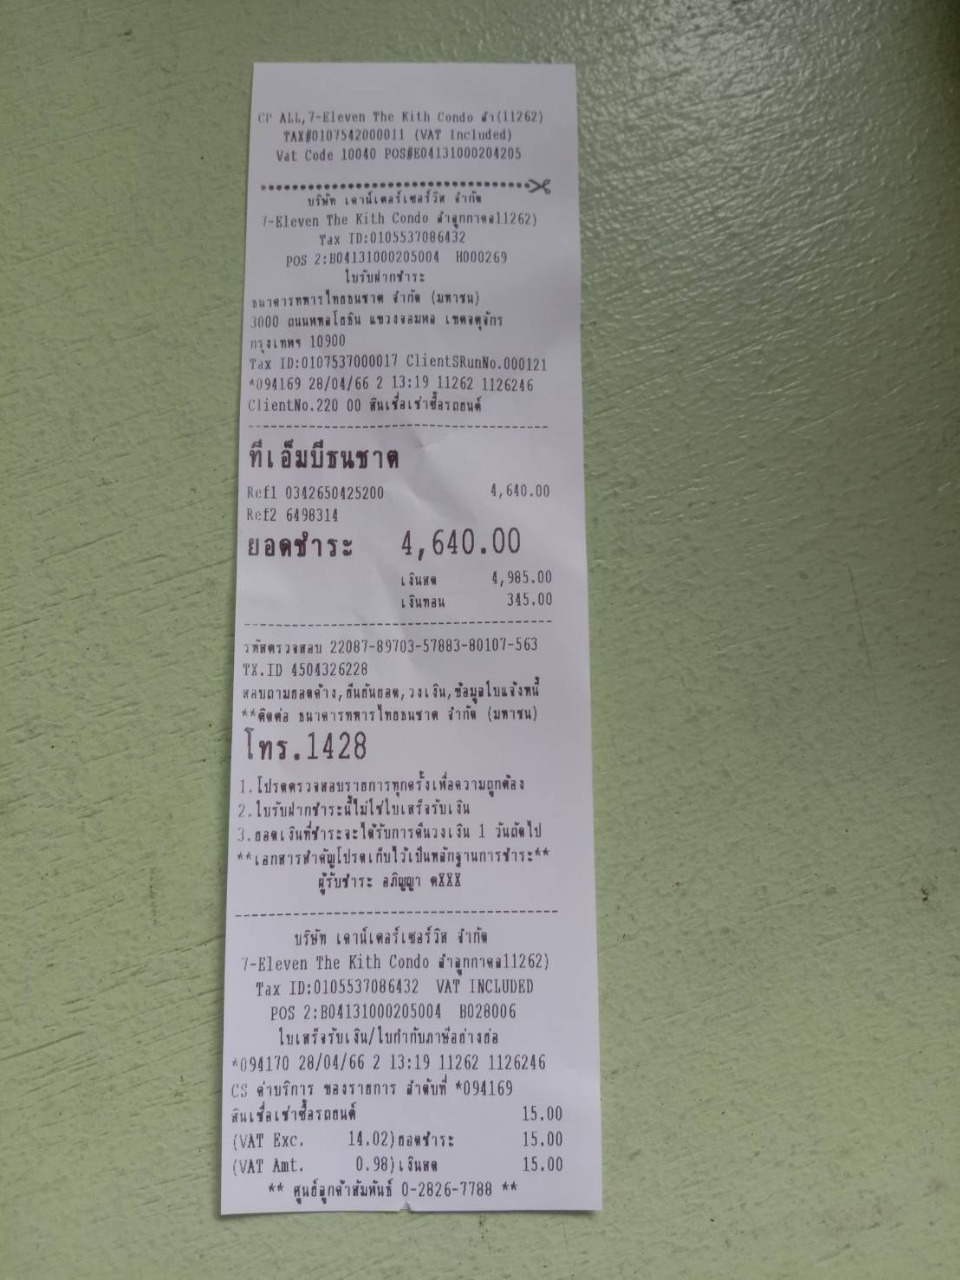 CP ALL,7-Eleven The Kith Condo ลำ(11262)
TAX#0107542000011 (VAT Included)
Vat Code 10040 POS#E04131000204205
บริษัท เคาน์เตอร์เซอร์วิส จำกัด
7-Eleven The Kith Condo ลำลูกกาคล11262)
Tax ID:0105537086432
POS 2:B04131000205004 H000269
ใบรับฝากชำระ
ธนาคารทหารไทยธนชาต จำกัด (มหาชน)
3000 ถนนพหลโยธิน แขวงจอมพล เขตจตุจักร
กรุงเทพฯ 10900
Tax ID:0107537000017 ClientSRunNo.000121
*094169 28/04/66 2 13:19 11262 1126246
ClientNo.220 00 สินเชื่อเช่าซื้อรถยนต์
ทีเอ็มบีธนชาต
Ref1 0342650425200 4,640.00
Ref2 6498314
ยอดชำระ 4,640.00
เงินสด 4,985.00
เงินทอน 345.00
รหัสตรวจสอบ 22087-89703-57883-80107-563
TX.ID 4504326228
สอบถามยอดค้าง,ยืนยันยอด,วงเงิน,ข้อมูลใบแจ้งหนี้
**ติดต่อ ธนาคารทหารไทยธนชาต จำกัด (มหาชน)
โทร.1428
1.โปรดตรวจสอบรายการทุกครั้งเพื่อความถูกต้อง
2.ใบรับฝากชำระนี้ไม่ใช่ใบเสร็จรับเงิน
3.ยอดเงินที่ชำระจะได้รับการคืนวงเงิน 1 วันถัดไป
**เอกสารสำคัญโปรดเก็บไว้เป็นหลักฐานการชำระ**
ผู้รับชำระ อภิญญา คXXX
บริษัท เคาน์เตอร์เซอร์วิส จำกัด
7-Eleven The Kith Condo ลำลูกกาคล11262)
Tax ID:0105537086432 VAT INCLUDED
POS 2:B04131000205004 B028006
ใบเสร็จรับเงิน/ใบกำกับภาษีอย่างย่อ
*094170 28/04/66 2 13:19 11262 1126246
CS ค่าบริการ ของรายการ ลำดับที่ *094169
สินเชื่อเช่าซื้อรถยนต์ 15.00
(VAT Exc. 14.02)ยอดชำระ 15.00
(VAT Amt. 0.98)เงินสด 15.00
** ศูนย์ลูกค้าสัมพันธ์ 0-2826-7788 **